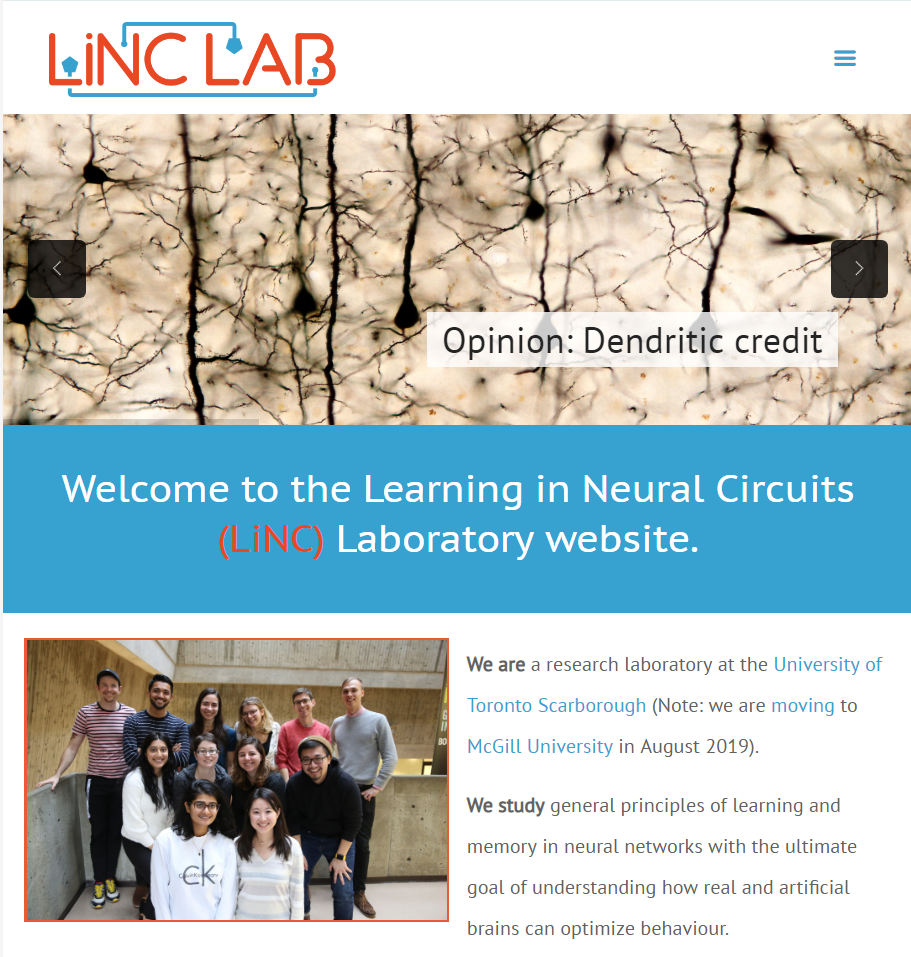 LiNC LAB
Opinion: Dendritic credit
Welcome to the Learning in Neural Circuits
(LiNC) Laboratory website.
We are a research laboratory at the University of
Toronto Scarborough (Note: we are moving to
McGill University in August 2019).
We study general principles of learning and
memory in neural networks with the ultimate
goal of understanding how real and artificial
brains can optimize behaviour.
ck